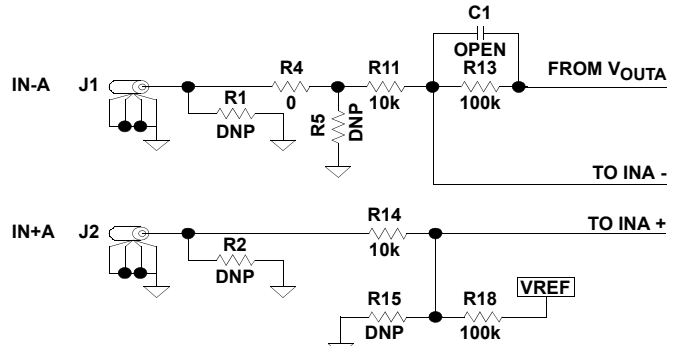 C1
OPEN
IN-A J1 R4 R11 R13 FROM VOUTA
R1 0 10k 100k
DNP R5 DNP
TO INA -
IN+A J2 R14 TO INA +
R2 10k
DNP
R15 R18 VREF
DNP 100k